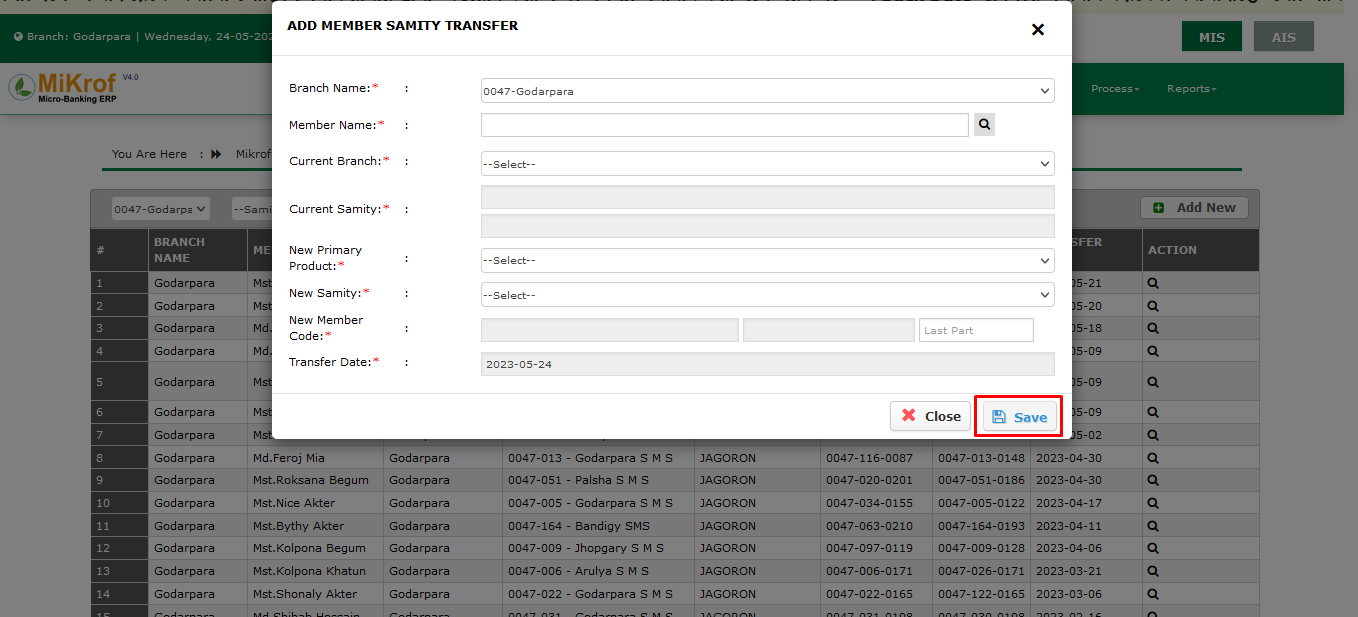 ADD MEMBER SAMITY TRANSFER
Branch: Godarpara | Wednesday, 24-05-202
MIS
AIS
MiKrof V4.0
Micro-Banking ERP
Process
Reports
You Are Here : Mikrof
Branch Name:* : 0047-Godarpara
Member Name:* :
Current Branch:* : --Select--
Current Samity:* :
New Primary
Product:* : --Select--
New Samity:* : --Select--
New Member
Code:* : Last Part
Transfer Date:* : 2023-05-24
Close Save
0047-Godarpa --Sami Add New
# BRANCH NAME ME SFER ACTION
1 Godarpara Mst 05-21
2 Godarpara Mst 05-20
3 Godarpara Md. 05-18
4 Godarpara Md. 05-09
5 Godarpara Mst 05-09
6 Godarpara Mst 05-09
7 Godarpara Mst 05-02
8 Godarpara Md.Feroj Mia Godarpara 0047-013 - Godarpara S M S JAGORON 0047-116-0087 0047-013-0148 2023-04-30
9 Godarpara Mst.Roksana Begum Godarpara 0047-051 - Palsha S M S JAGORON 0047-020-0201 0047-051-0186 2023-04-30
10 Godarpara Mst.Nice Akter Godarpara 0047-005 - Godarpara S M S JAGORON 0047-034-0155 0047-005-0122 2023-04-17
11 Godarpara Mst.Bythy Akter Godarpara 0047-164 - Bandigy SMS JAGORON 0047-063-0210 0047-164-0193 2023-04-11
12 Godarpara Mst.Kolpona Begum Godarpara 0047-009 - Jhopgary S M S JAGORON 0047-097-0119 0047-009-0128 2023-04-06
13 Godarpara Mst.Kolpona Khatun Godarpara 0047-006 - Arulya S M S JAGORON 0047-006-0171 0047-026-0171 2023-03-21
14 Godarpara Mst.Shonaly Akter Godarpara 0047-022 - Godarpara S M S JAGORON 0047-022-0165 0047-122-0165 2023-03-06
15 Godarpara Md.Shihab Hossain Godarpara 0047-031 - Godarpara S M S JAGORON 0047-031-0198 0047-030-0198 2023-02-16